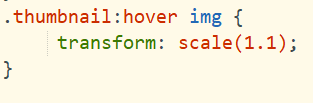 .thumbnail:hover img {
    transform: scale(1.1);
}